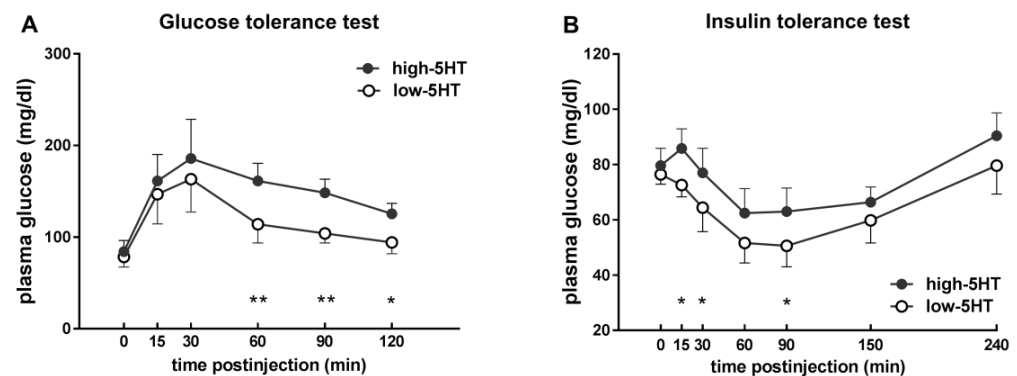 A
Glucose tolerance test
plasma glucose (mg/dl)
300
200
100
0
high-5HT
low-5HT
** ** *
0 15 30 60 90 120
time postinjection (min)
B
Insulin tolerance test
plasma glucose (mg/dl)
120
100
80
60
40
20
high-5HT
low-5HT
* * *
0 15 30 60 90 150 240
time postinjection (min)